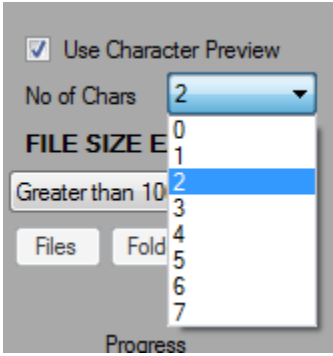 Use Character Preview
No of Chars 2
0
FILE SIZE E
1
2
Greater than 10
3
4
Files Fold
5
6
7
Progress